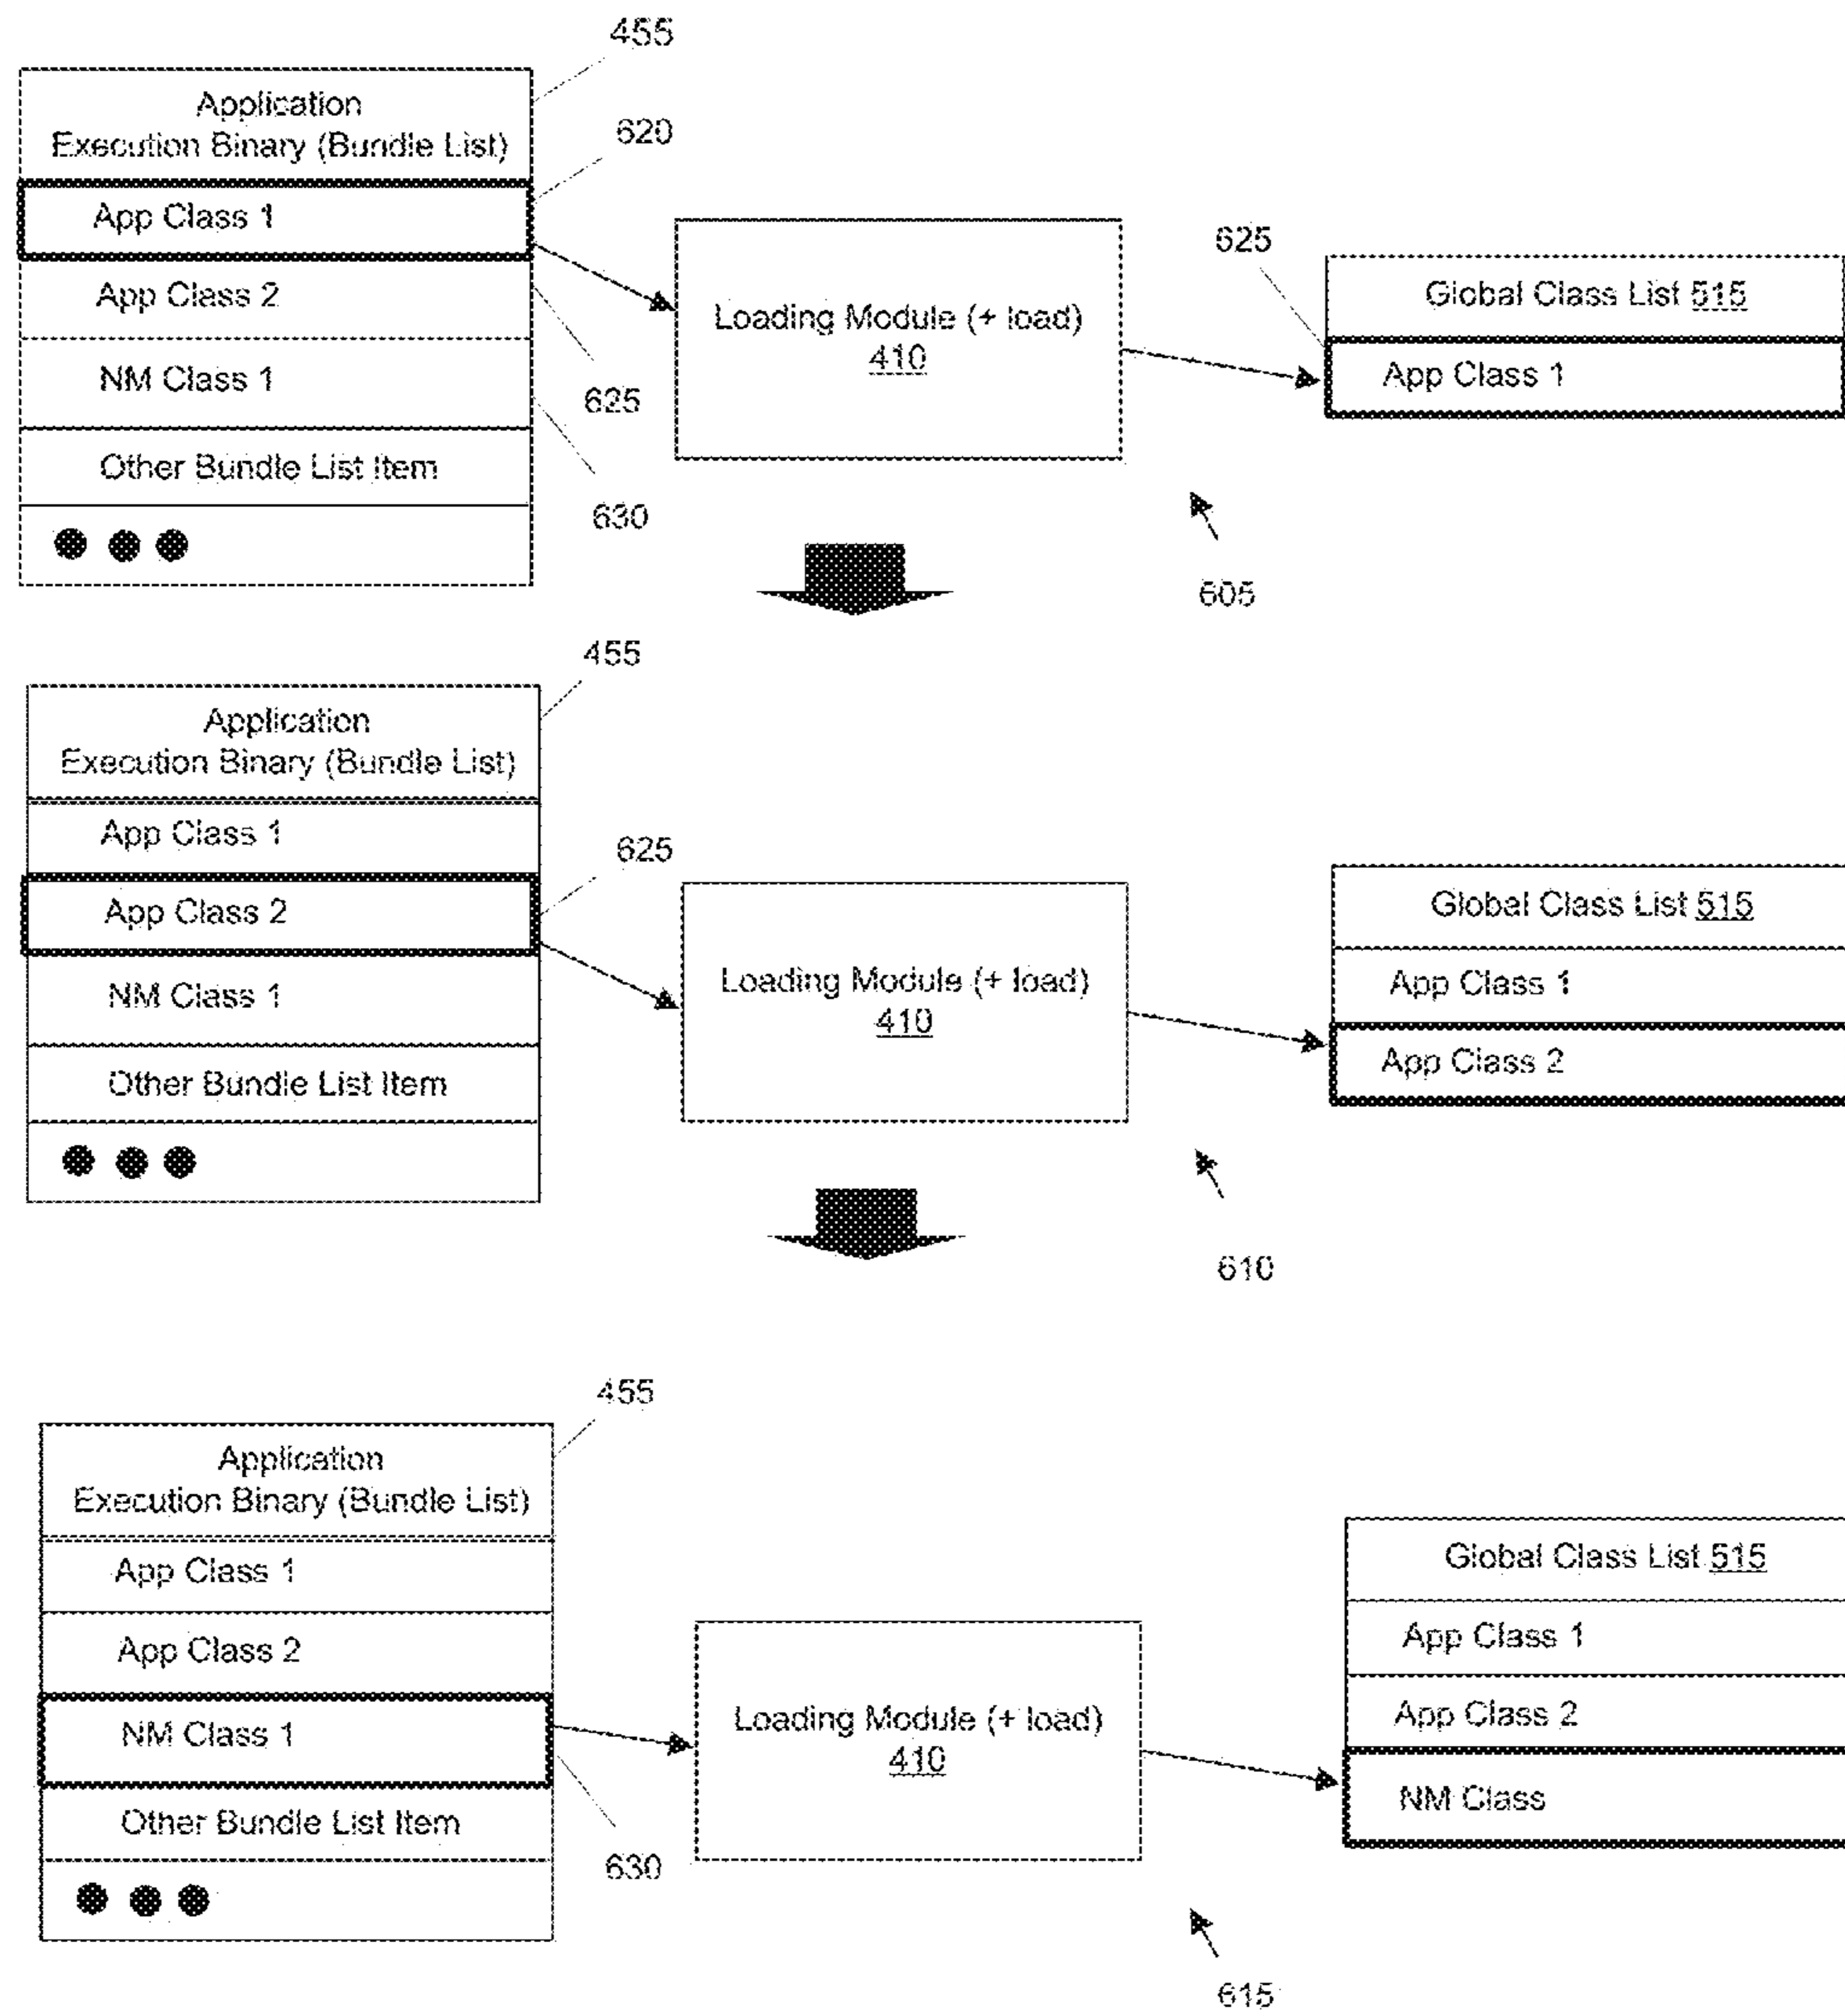 455
Application
Execution Binary (Bundle List)
620
App Class 1
625
Global Class List 515
App Class 2
Loading Module (+ load)
410
App Class 1
NM Class 1
625
Other Bundle List Item
630
605
455
Application
Execution Binary (Bundle List)
App Class 1
625
Global Class List 515
App Class 2
Loading Module (+ load)
410
App Class 1
NM Class 1
App Class 2
Other Bundle List Item
610
455
Application
Execution Binary (Bundle List)
Global Class List 515
App Class 1
App Class 1
App Class 2
App Class 2
Loading Module (+ load)
410
NM Class 1
NM Class
Other Bundle List Item
630
615